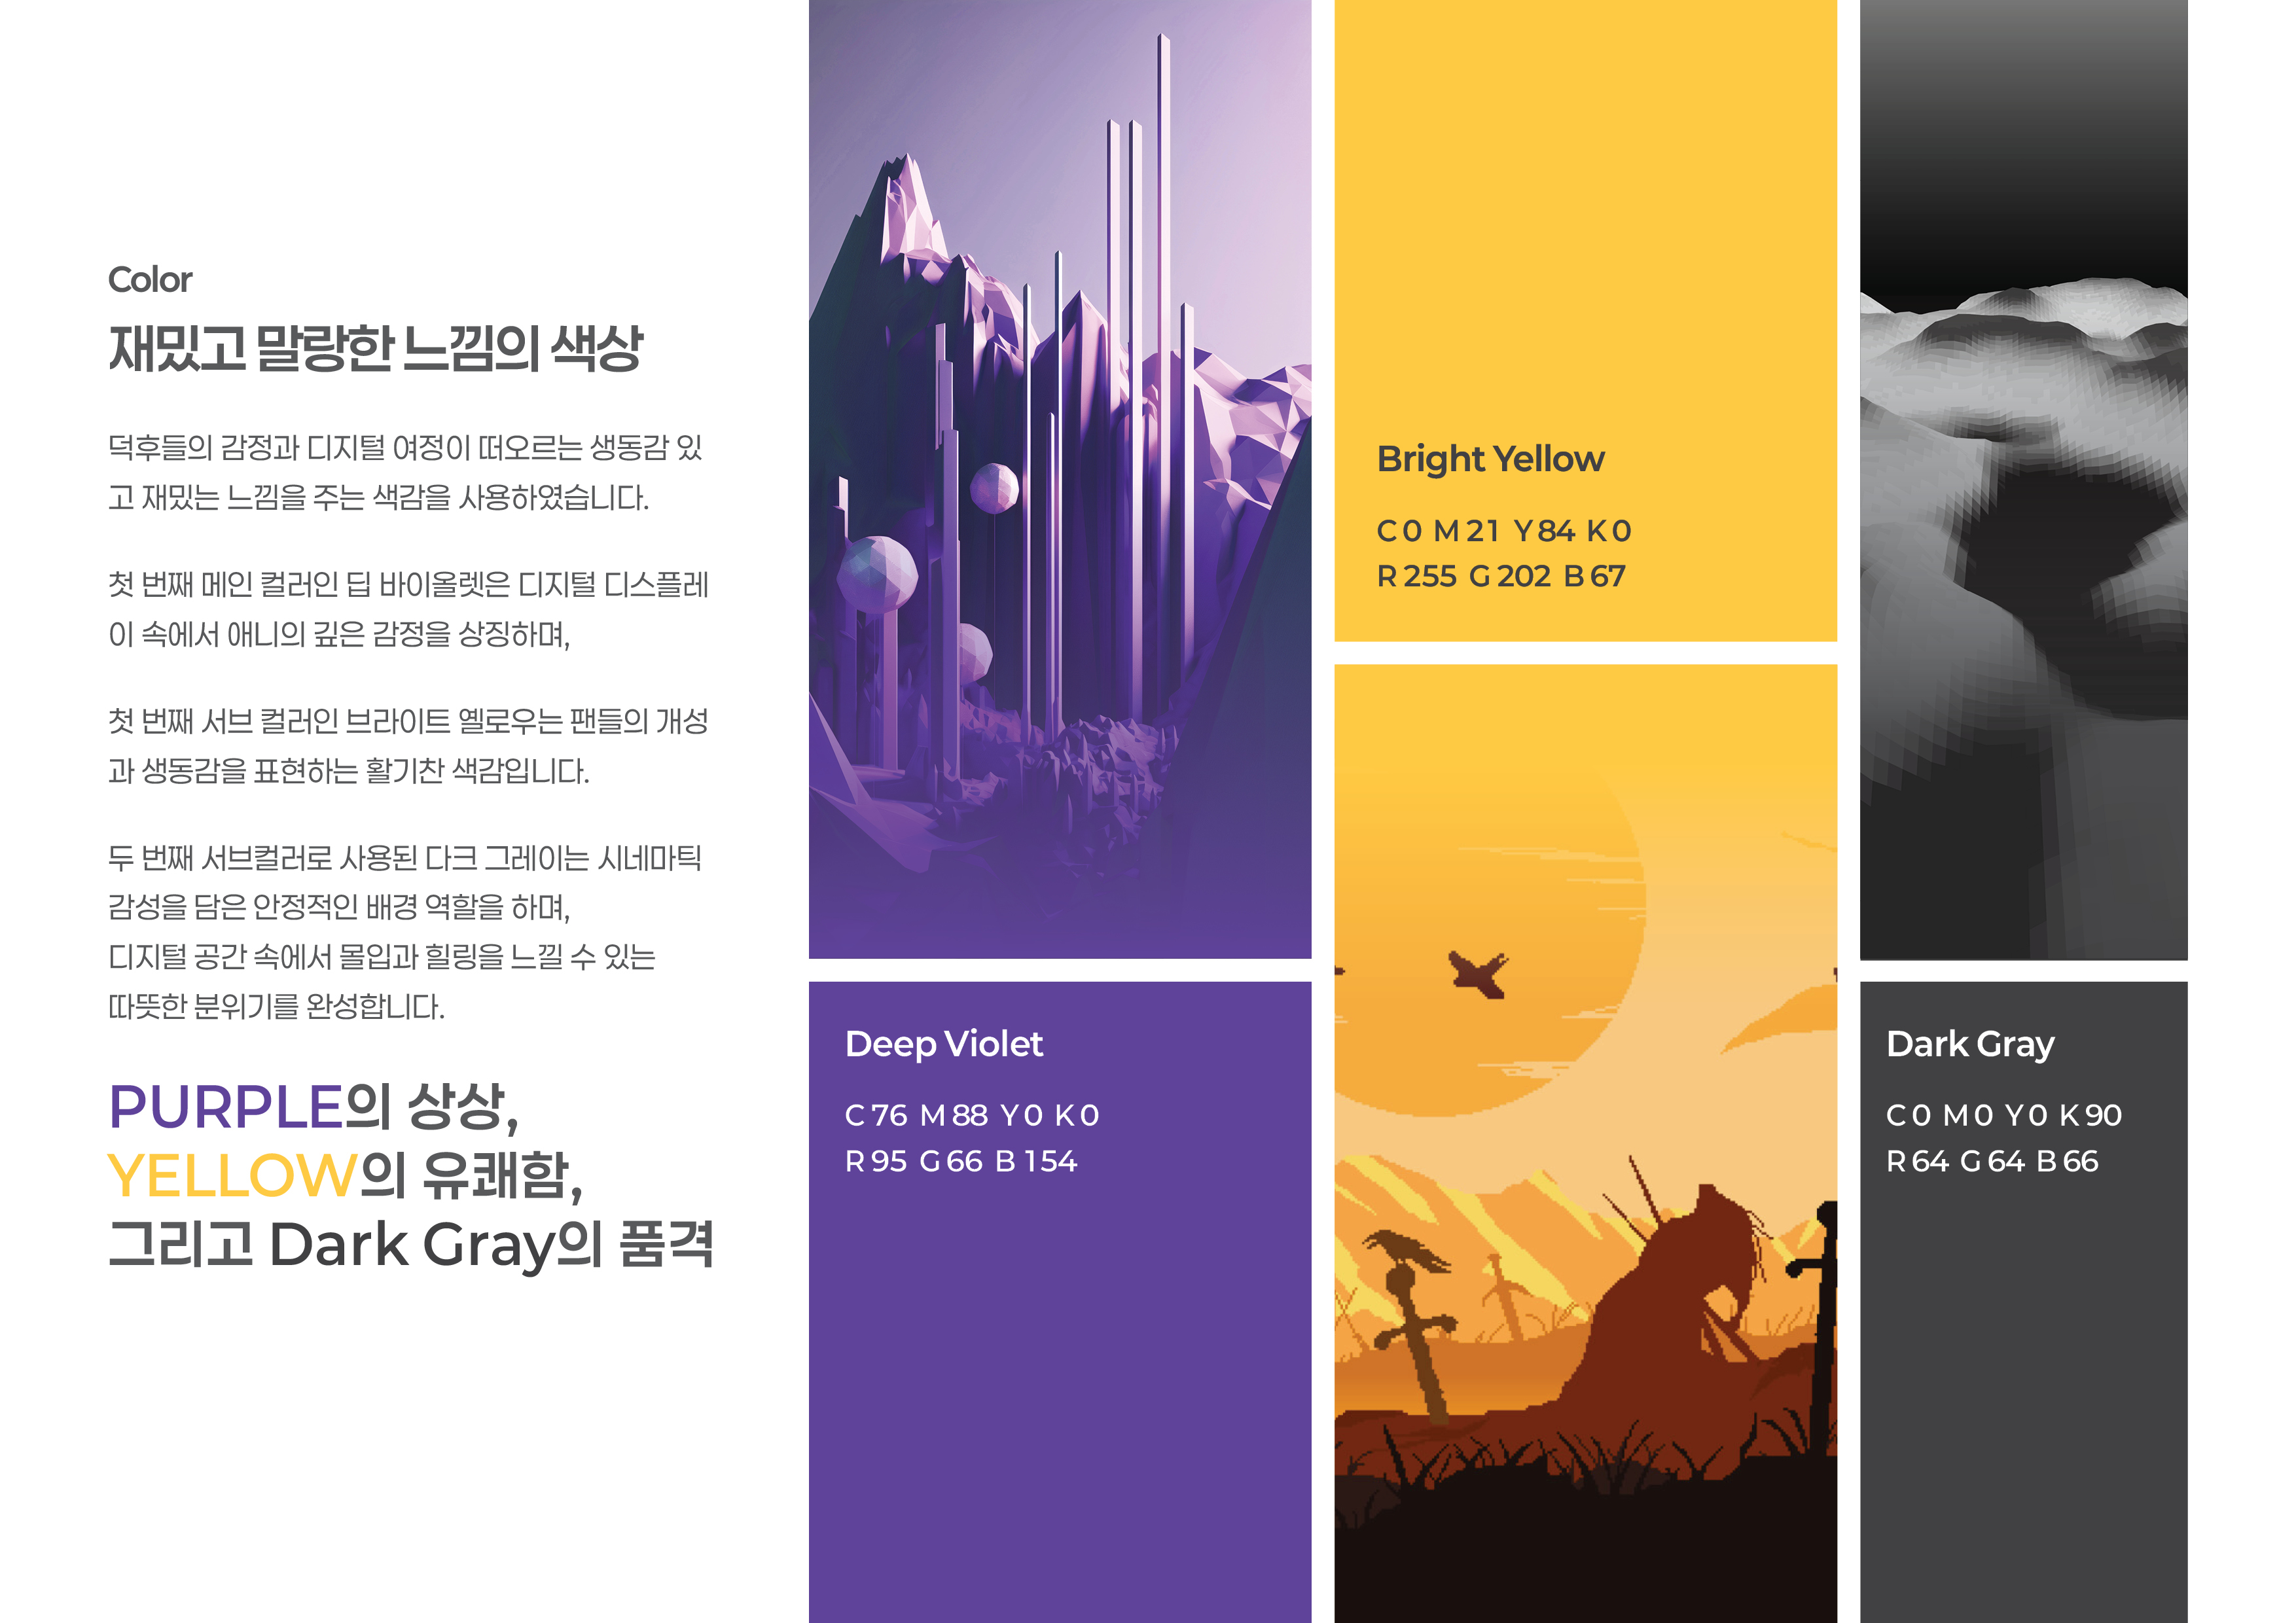 Color
재밌고 말랑한 느낌의 색상
덕후들의 감정과 디지털 여정이 떠오르는 생동감 있
고 재밌는 느낌을 주는 색감을 사용하였습니다.
첫 번째 메인 컬러인 딥 바이올렛은 디지털 디스플레
이 속에서 애니의 깊은 감정을 상징하며,
첫 번째 서브 컬러인 브라이트 옐로우는 팬들의 개성
과 생동감을 표현하는 활기찬 색감입니다.
두 번째 서브컬러로 사용된 다크 그레이는 시네마틱
감성을 담은 안정적인 배경 역할을 하며,
디지털 공간 속에서 몰입과 힐링을 느낄 수 있는
따뜻한 분위기를 완성합니다.
PURPLE의 상상,
YELLOW의 유쾌함,
그리고 Dark Gray의 품격
Deep Violet
C 76 M 88 Y 0 K 0
R 95 G 66 B 154
Bright Yellow
C 0 M 21 Y 84 K 0
R 255 G 202 B 67
Dark Gray
C 0 M 0 Y 0 K 90
R 64 G 64 B 66